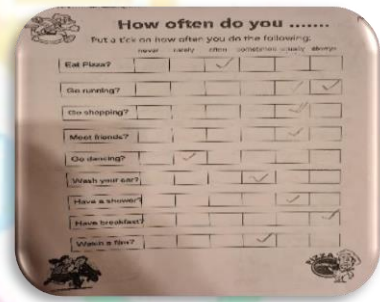 How often do you .......
Put a tick on how often you do the following:
never rarely often sometimes usually always
Eat Pizza?
Go running?
Go shopping?
Meet friends?
Go dancing?
Wash your car?
Have a shower?
Have breakfast?
Watch a film?